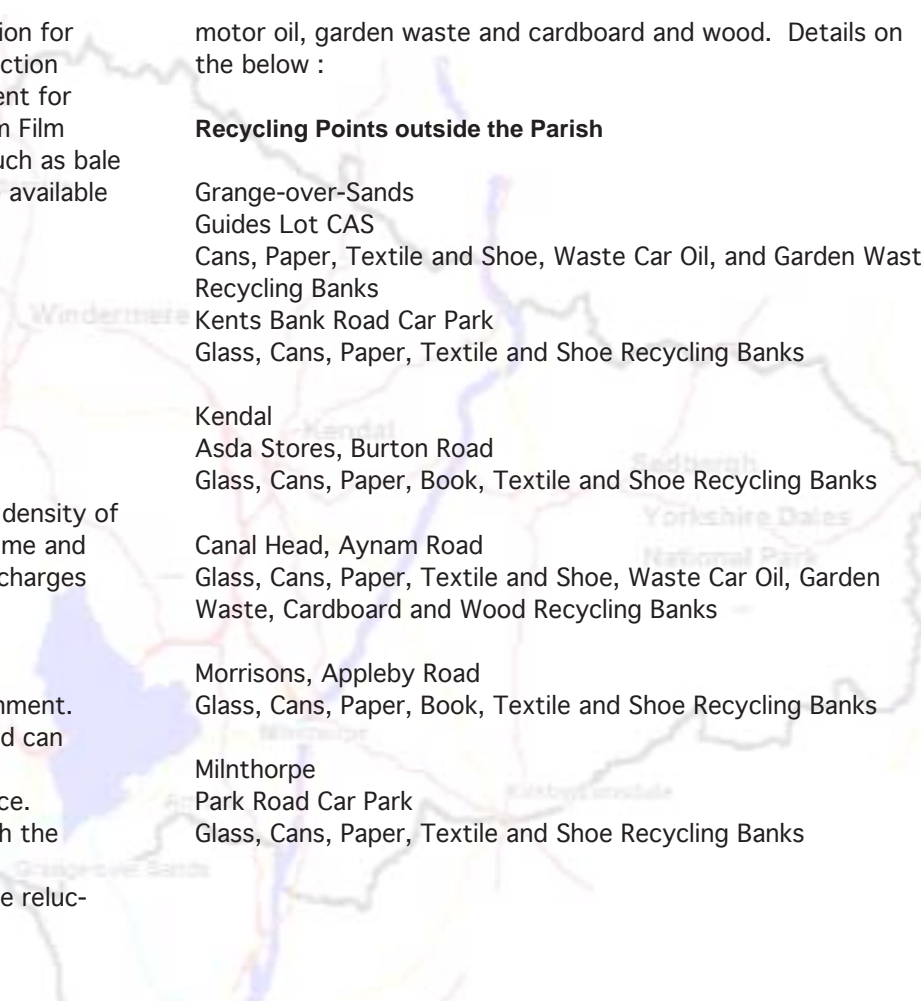 ion for
ction
ent for
m Film
uch as bale
available
density of
me and
charges
nment.
d can
ce.
h the
e reluc-
motor oil, garden waste and cardboard and wood.  Details on
the below :
Recycling Points outside the Parish
Grange-over-Sands
Guides Lot CAS
Cans, Paper, Textile and Shoe, Waste Car Oil, and Garden Wast
Recycling Banks
Kents Bank Road Car Park
Glass, Cans, Paper, Textile and Shoe Recycling Banks
Kendal
Asda Stores, Burton Road
Glass, Cans, Paper, Book, Textile and Shoe Recycling Banks
Canal Head, Aynam Road
Glass, Cans, Paper, Textile and Shoe, Waste Car Oil, Garden
Waste, Cardboard and Wood Recycling Banks
Morrisons, Appleby Road
Glass, Cans, Paper, Book, Textile and Shoe Recycling Banks
Milnthorpe
Park Road Car Park
Glass, Cans, Paper, Textile and Shoe Recycling Banks
Windermere
Kendal
Sedbergh
Yorkshire Dales
National Park
Milnthorpe
Kirkby Lonsdale
Grange-over-Sands